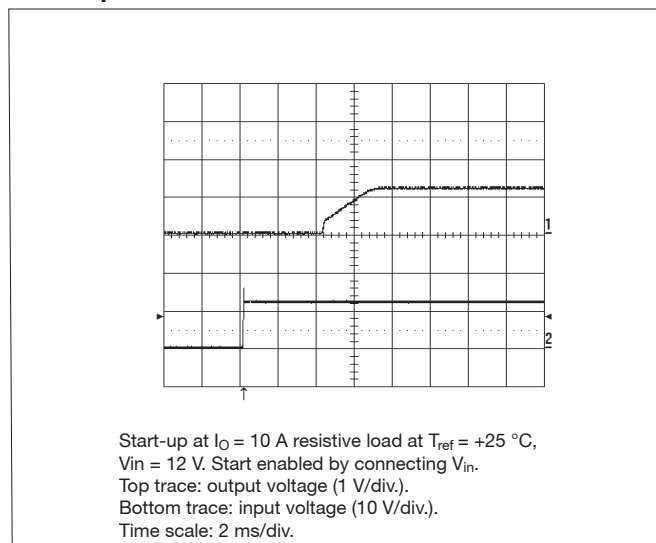 1
2
↑
Start-up at IO = 10 A resistive load at Tref = +25 °C,
Vin = 12 V. Start enabled by connecting Vin.
Top trace: output voltage (1 V/div.).
Bottom trace: input voltage (10 V/div.).
Time scale: 2 ms/div.